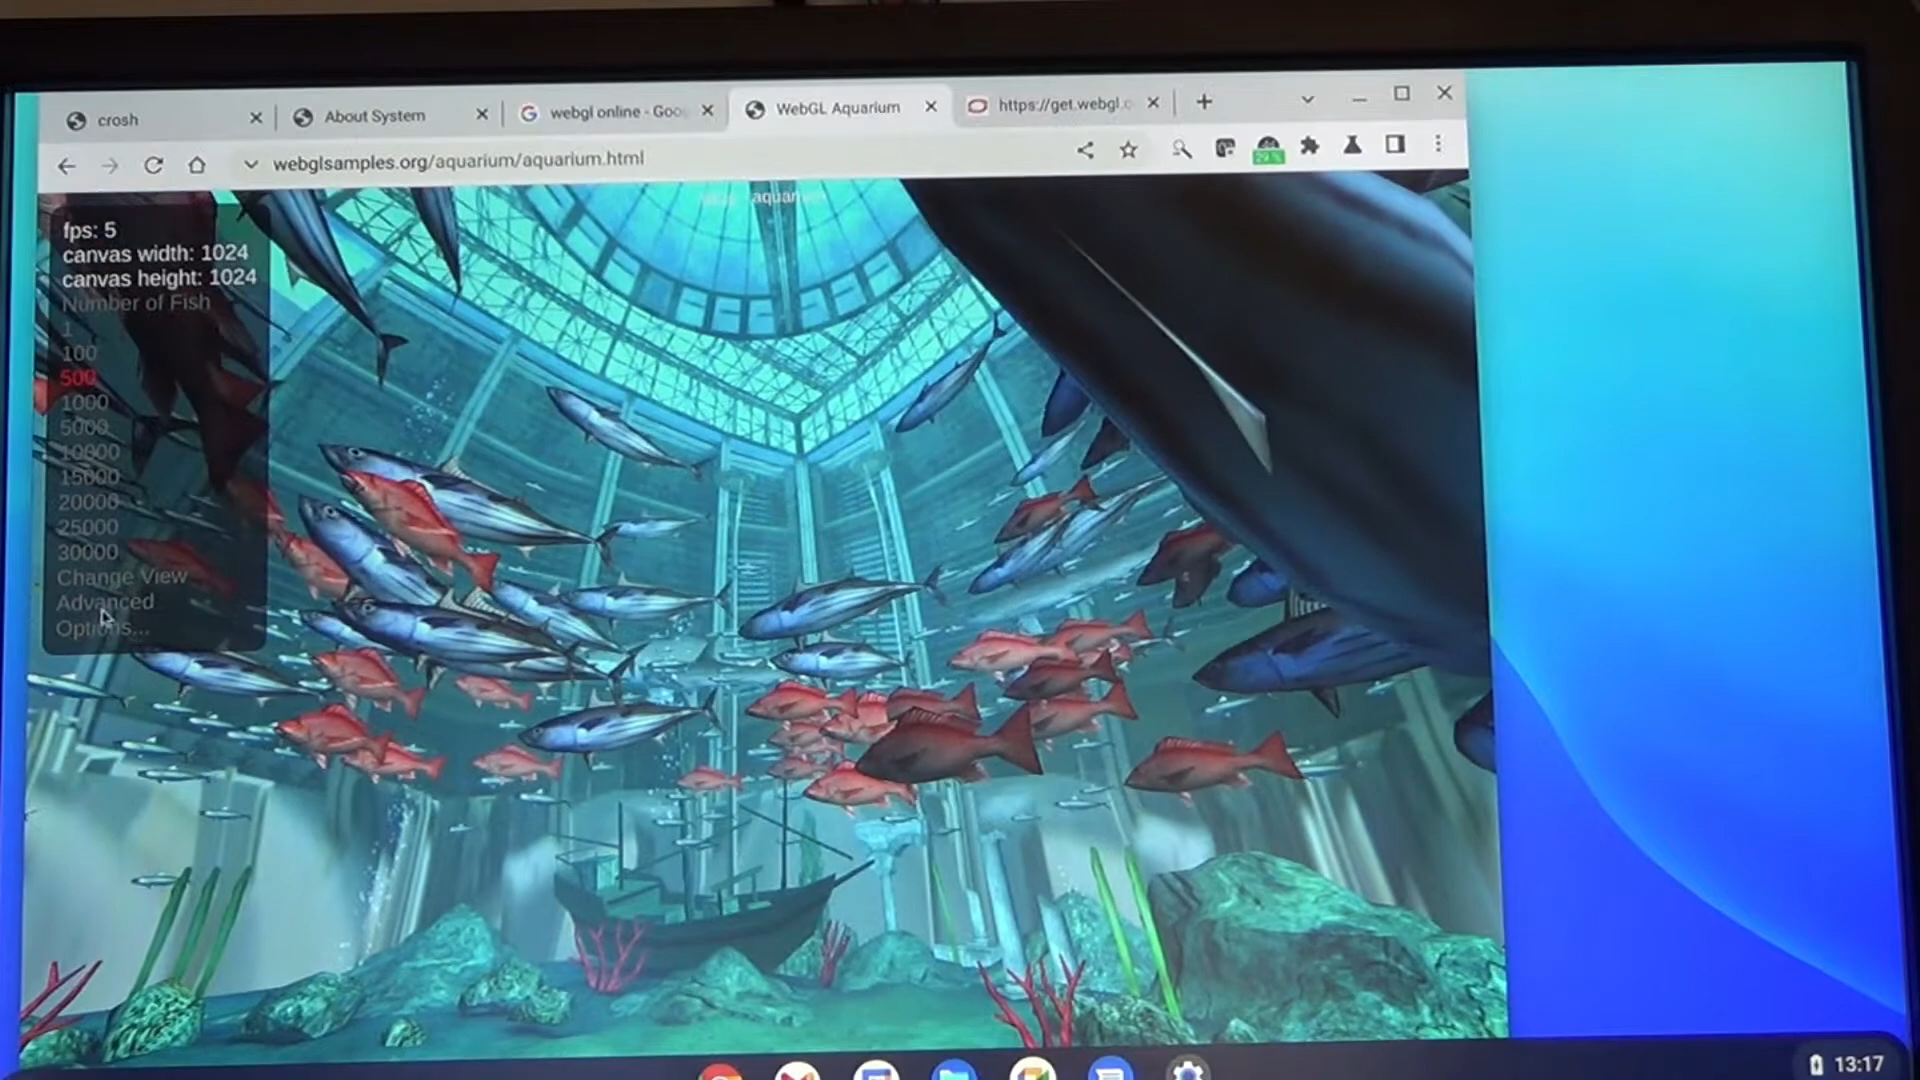 crosh
About System
webgl online - Goo
WebGL Aquarium
https://get.webgl.o
webglsamples.org/aquarium/aquarium.html
29 %
aquarium
fps: 5
canvas width: 1024
canvas height: 1024
Number of Fish
1
100
500
1000
5000
10000
15000
20000
25000
30000
Change View
Advanced
Options...
13:17